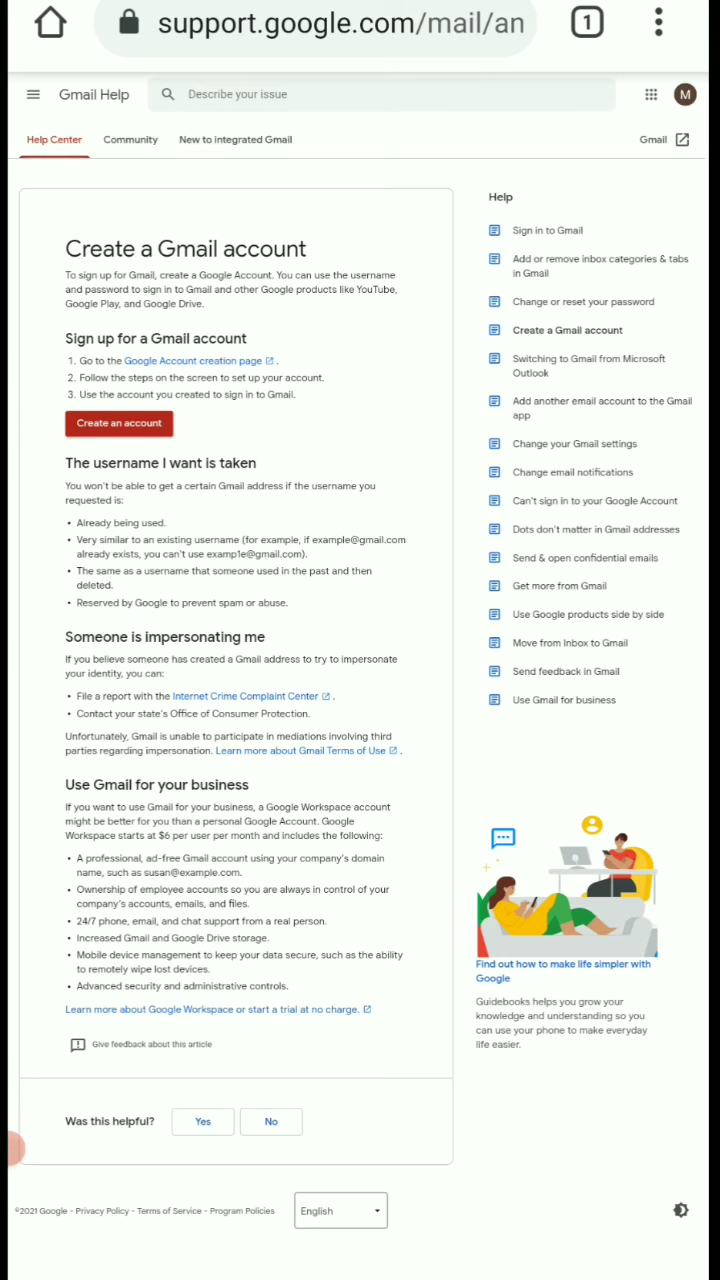 support.google.com/mail/an
1
Gmail Help
Describe your issue
M
Help Center
Community
New to integrated Gmail
Gmail
Create a Gmail account
To sign up for Gmail, create a Google Account. You can use the username
and password to sign in to Gmail and other Google products like YouTube,
Google Play, and Google Drive.
Sign up for a Gmail account
1. Go to the Google Account creation page .
2. Follow the steps on the screen to set up your account.
3. Use the account you created to sign in to Gmail.
Create an account
The username I want is taken
You won't be able to get a certain Gmail address if the username you
requested is:
• Already being used.
• Very similar to an existing username (for example, if example@gmail.com
already exists, you can't use examp1e@gmail.com).
• The same as a username that someone used in the past and then
deleted.
• Reserved by Google to prevent spam or abuse.
Someone is impersonating me
If you believe someone has created a Gmail address to try to impersonate
your identity, you can:
• File a report with the Internet Crime Complaint Center .
• Contact your state's Office of Consumer Protection.
Unfortunately, Gmail is unable to participate in mediations involving third
parties regarding impersonation. Learn more about Gmail Terms of Use .
Use Gmail for your business
If you want to use Gmail for your business, a Google Workspace account
might be better for you than a personal Google Account. Google
Workspace starts at $6 per user per month and includes the following:
• A professional, ad-free Gmail account using your company's domain
name, such as susan@example.com.
• Ownership of employee accounts so you are always in control of your
company's accounts, emails, and files.
• 24/7 phone, email, and chat support from a real person.
• Increased Gmail and Google Drive storage.
• Mobile device management to keep your data secure, such as the ability
to remotely wipe lost devices.
• Advanced security and administrative controls.
Learn more about Google Workspace or start a trial at no charge.
Give feedback about this article
Was this helpful?
Yes
No
Help
Sign in to Gmail
Add or remove inbox categories & tabs
in Gmail
Change or reset your password
Create a Gmail account
Switching to Gmail from Microsoft
Outlook
Add another email account to the Gmail
app
Change your Gmail settings
Change email notifications
Can't sign in to your Google Account
Dots don't matter in Gmail addresses
Send & open confidential emails
Get more from Gmail
Use Google products side by side
Move from Inbox to Gmail
Send feedback in Gmail
Use Gmail for business
Find out how to make life simpler with
Google
Guidebooks helps you grow your
knowledge and understanding so you
can use your phone to make everyday
life easier.
©2021 Google - Privacy Policy - Terms of Service - Program Policies
English